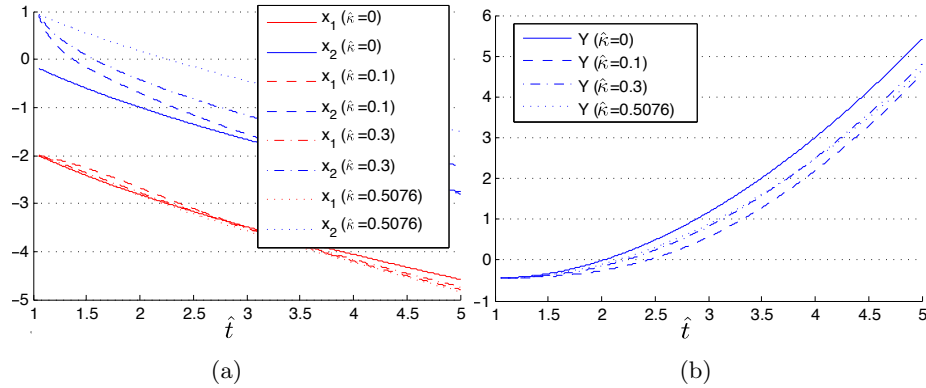 1
0
−1
−2
−3
−4
−5
1
1.5
2
2.5
3
3.5
4
4.5
5
t̂
x₁ (κ̂=0)
x₂ (κ̂=0)
x₁ (κ̂=0.1)
x₂ (κ̂=0.1)
x₁ (κ̂=0.3)
x₂ (κ̂=0.3)
x₁ (κ̂=0.5076)
x₂ (κ̂=0.5076)
(a)
6
5
4
3
2
1
0
−1
1
1.5
2
2.5
3
3.5
4
4.5
5
t̂
Y (κ̂=0)
Y (κ̂=0.1)
Y (κ̂=0.3)
Y (κ̂=0.5076)
(b)